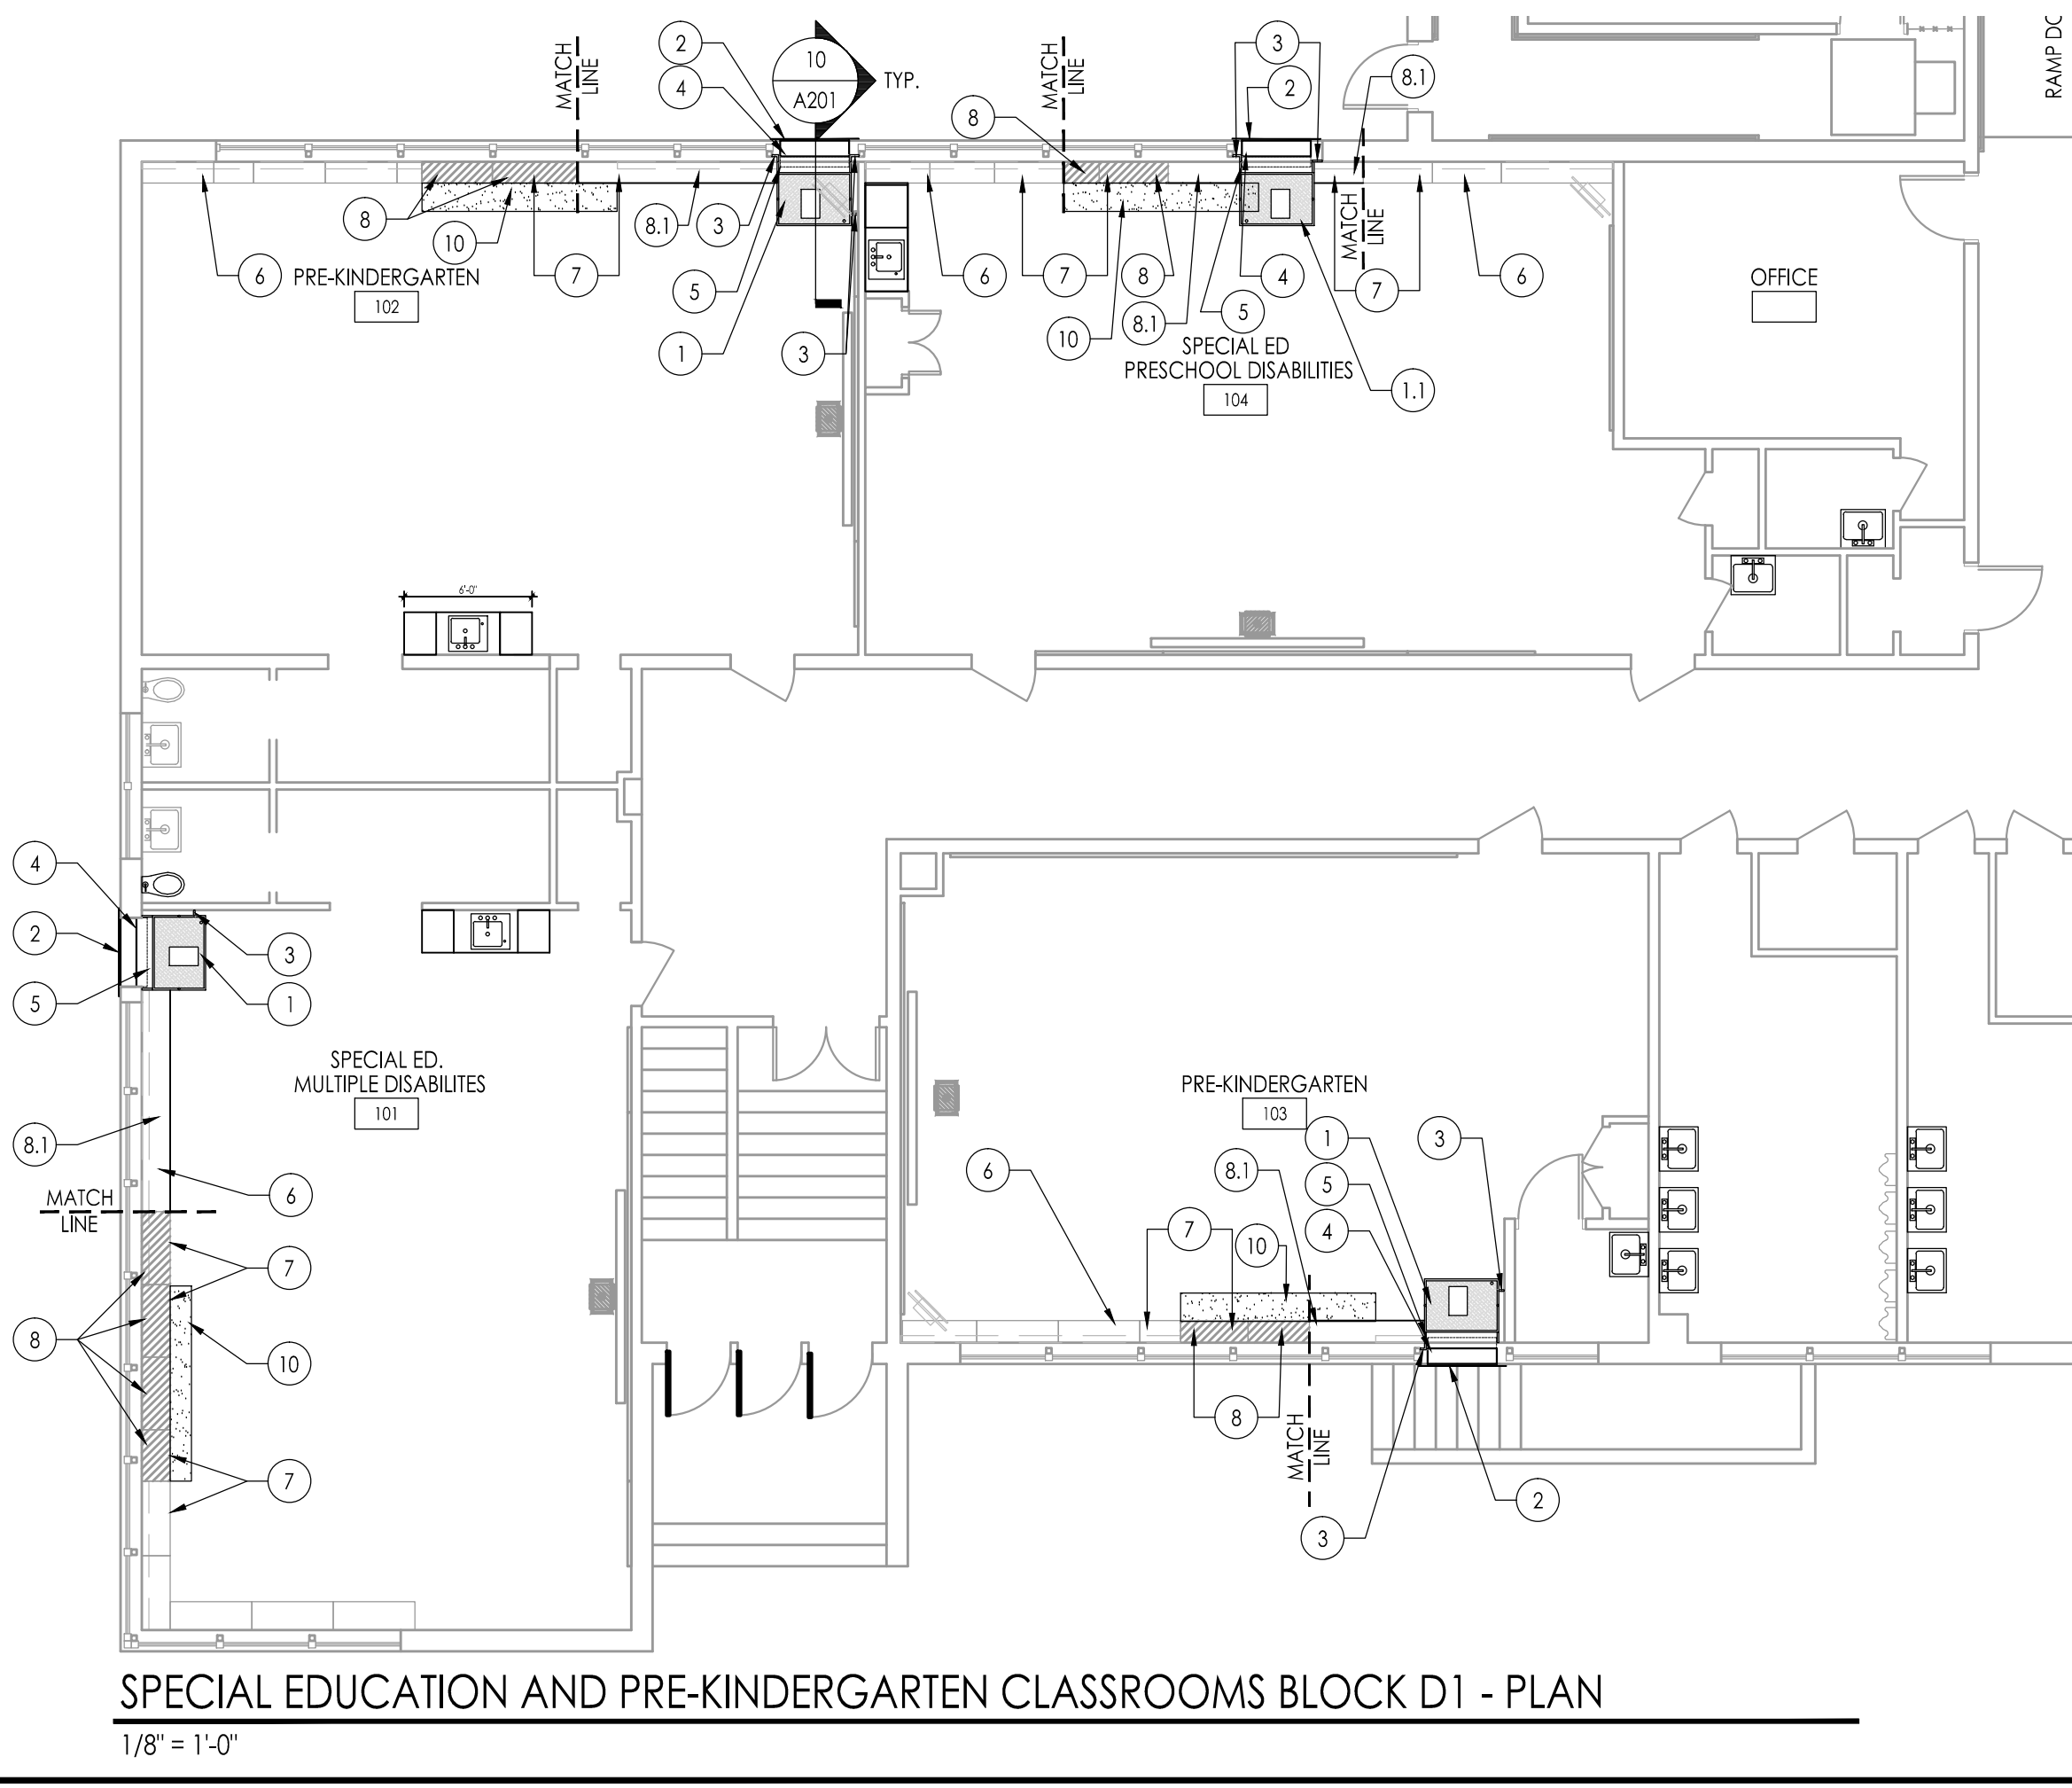 MATCH
LINE
2
4
10
A201
TYP.
MATCH
LINE
3
2
8.1
8
RAMP DO
6
8
10
7
8.1
3
5
1
3
6
7
8
10
8.1
5
4
7
6
1.1
MATCH
LINE
PRE-KINDERGARTEN
102
SPECIAL ED
PRESCHOOL DISABILITIES
104
OFFICE
6'-0"
4
2
5
3
1
SPECIAL ED.
MULTIPLE DISABILITES
101
8.1
6
MATCH
LINE
7
8
10
7
PRE-KINDERGARTEN
103
1
3
6
8.1
5
7
10
4
8
MATCH
LINE
2
3
SPECIAL EDUCATION AND PRE-KINDERGARTEN CLASSROOMS BLOCK D1 - PLAN
1/8" = 1'-0"